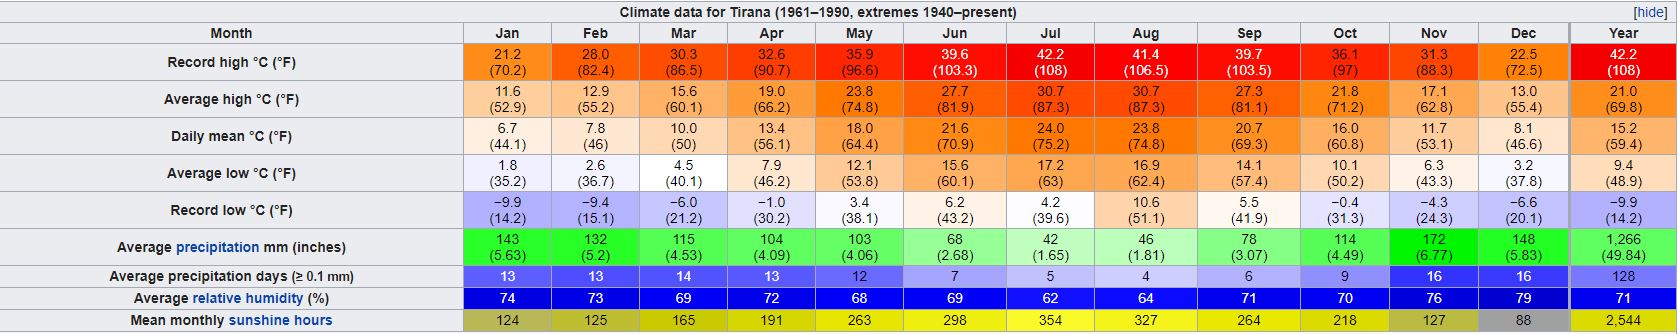 Climate data for Tirana (1961–1990, extremes 1940–present) [hide]
Month Jan Feb Mar Apr May Jun Jul Aug Sep Oct Nov Dec Year
Record high °C (°F) 21.2 (70.2) 28.0 (82.4) 30.3 (86.5) 32.6 (90.7) 35.9 (96.6) 39.6 (103.3) 42.2 (108) 41.4 (106.5) 39.7 (103.5) 36.1 (97) 31.3 (88.3) 22.5 (72.5) 42.2 (108)
Average high °C (°F) 11.6 (52.9) 12.9 (55.2) 15.6 (60.1) 19.0 (66.2) 23.8 (74.8) 27.7 (81.9) 30.7 (87.3) 30.7 (87.3) 27.3 (81.1) 21.8 (71.2) 17.1 (62.8) 13.0 (55.4) 21.0 (69.8)
Daily mean °C (°F) 6.7 (44.1) 7.8 (46) 10.0 (50) 13.4 (56.1) 18.0 (64.4) 21.6 (70.9) 24.0 (75.2) 23.8 (74.8) 20.7 (69.3) 16.0 (60.8) 11.7 (53.1) 8.1 (46.6) 15.2 (59.4)
Average low °C (°F) 1.8 (35.2) 2.6 (36.7) 4.5 (40.1) 7.9 (46.2) 12.1 (53.8) 15.6 (60.1) 17.2 (63) 16.9 (62.4) 14.1 (57.4) 10.1 (50.2) 6.3 (43.3) 3.2 (37.8) 9.4 (48.9)
Record low °C (°F) −9.9 (14.2) −9.4 (15.1) −6.0 (21.2) −1.0 (30.2) 3.4 (38.1) 6.2 (43.2) 4.2 (39.6) 10.6 (51.1) 5.5 (41.9) −0.4 (31.3) −4.3 (24.3) −6.6 (20.1) −9.9 (14.2)
Average precipitation mm (inches) 143 (5.63) 132 (5.2) 115 (4.53) 104 (4.09) 103 (4.06) 68 (2.68) 42 (1.65) 46 (1.81) 78 (3.07) 114 (4.49) 172 (6.77) 148 (5.83) 1,266 (49.84)
Average precipitation days (≥ 0.1 mm) 13 13 14 13 12 7 5 4 6 9 16 16 128
Average relative humidity (%) 74 73 69 72 68 69 62 64 71 70 76 79 71
Mean monthly sunshine hours 124 125 165 191 263 298 354 327 264 218 127 88 2,544